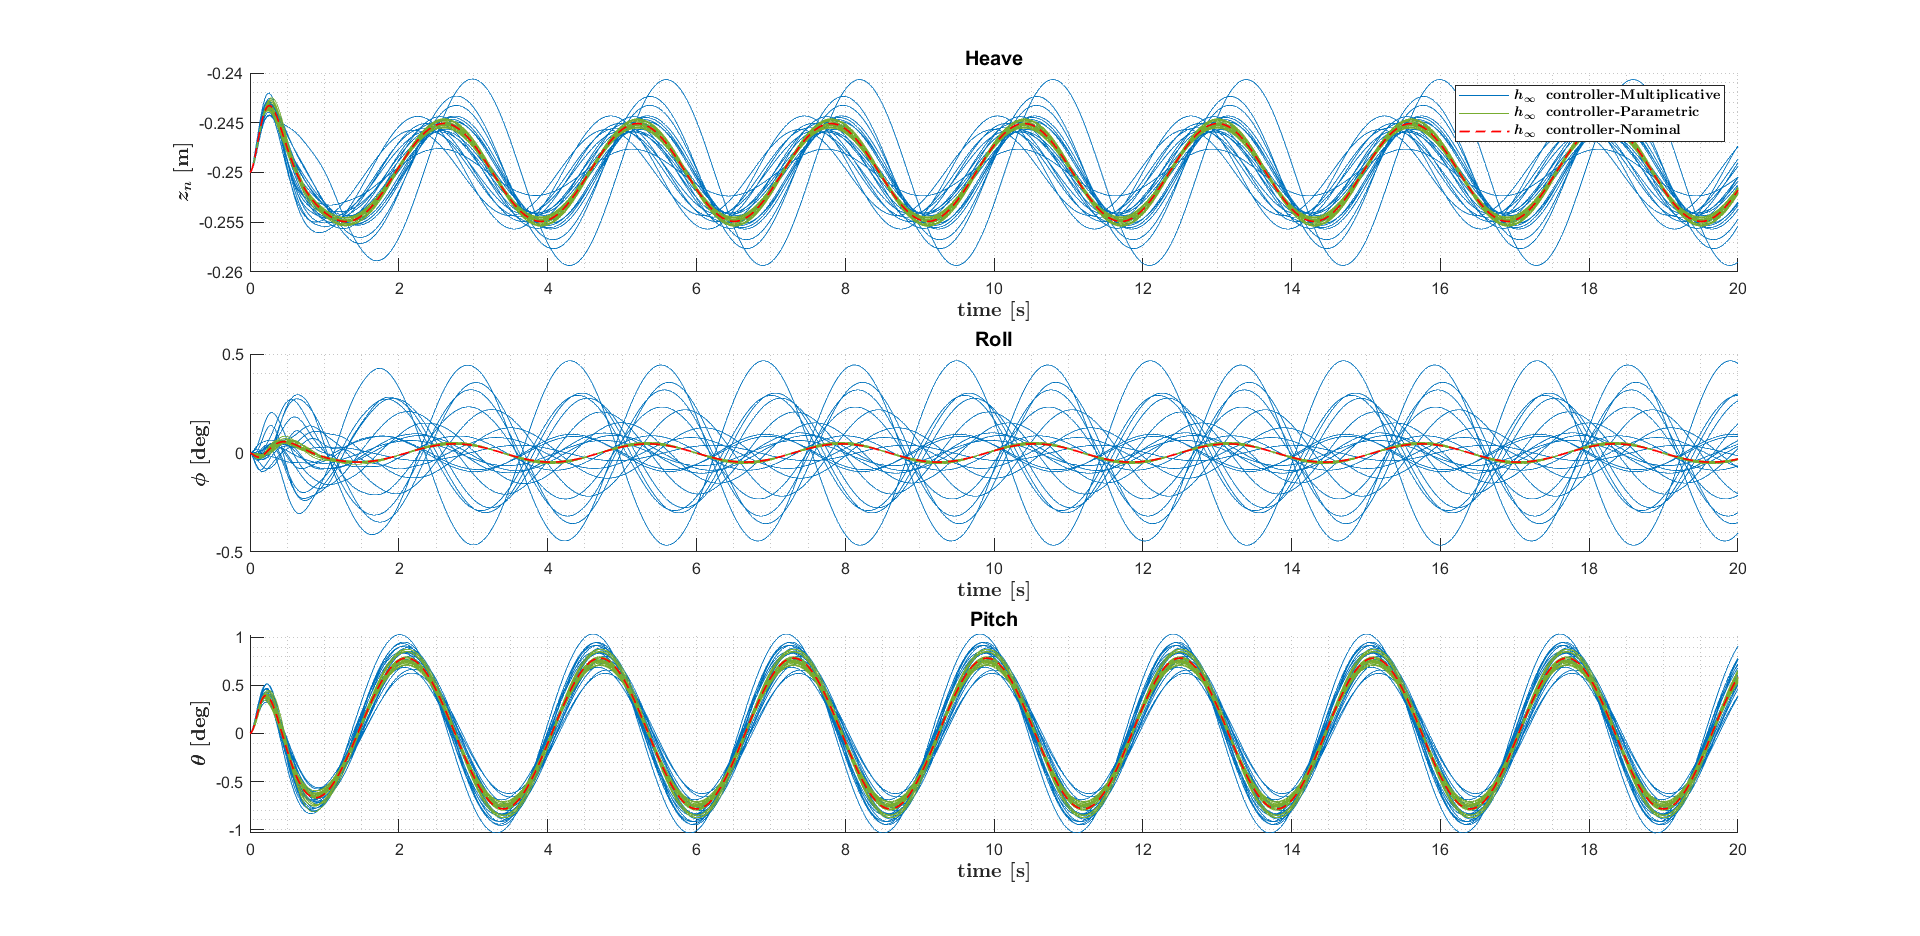 Heave
-0.24
-0.245
-0.25
-0.255
-0.26
z_n [m]
h_∞ controller-Multiplicative
h_∞ controller-Parametric
h_∞ controller-Nominal
0 2 4 6 8 10 12 14 16 18 20
time [s]
Roll
0.5
0
-0.5
ϕ [deg]
0 2 4 6 8 10 12 14 16 18 20
time [s]
Pitch
1
0.5
0
-0.5
-1
θ [deg]
0 2 4 6 8 10 12 14 16 18 20
time [s]